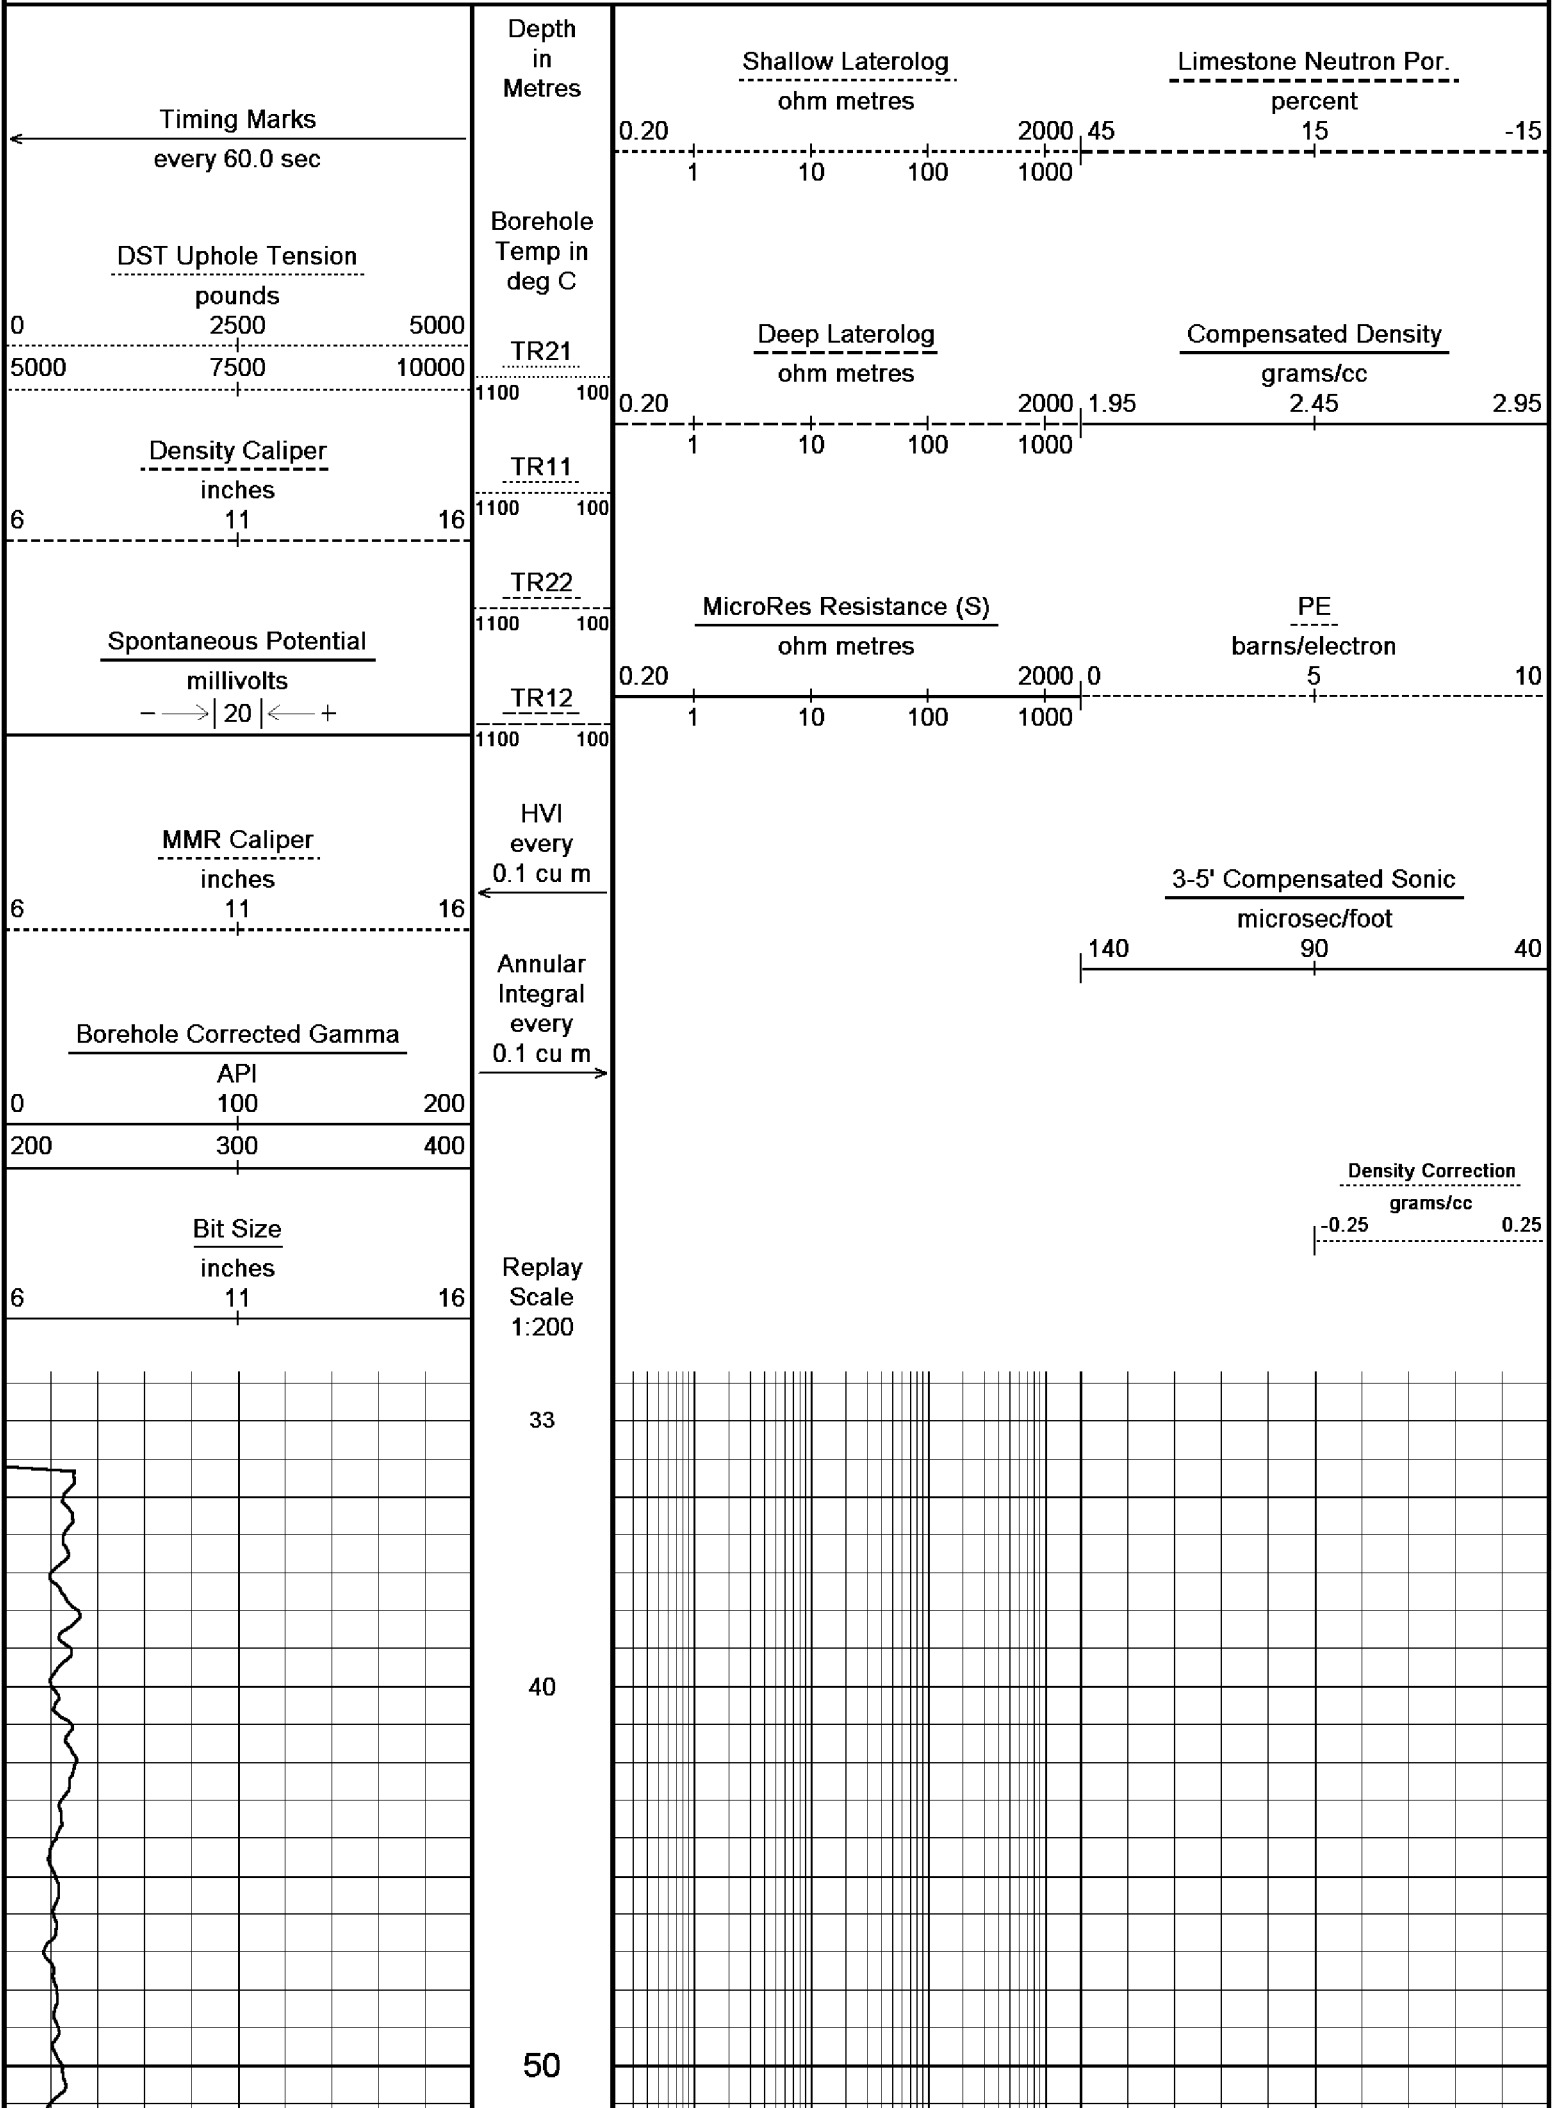 Timing Marks
every 60.0 sec
DST Uphole Tension
pounds
0 2500 5000
5000 7500 10000
Density Caliper
inches
6 11 16
Spontaneous Potential
millivolts
− 20 +
MMR Caliper
inches
6 11 16
Borehole Corrected Gamma
API
0 100 200
200 300 400
Bit Size
inches
6 11 16
Depth
in
Metres
Borehole
Temp in
deg C
TR21
1100 100
TR11
1100 100
TR22
1100 100
TR12
1100 100
HVI
every
0.1 cu m
Annular
Integral
every
0.1 cu m
Replay
Scale
1:200
33
40
50
Shallow Laterolog
ohm metres
0.20 2000
1 10 100 1000
Deep Laterolog
ohm metres
0.20 2000
1 10 100 1000
MicroRes Resistance (S)
ohm metres
0.20 2000
1 10 100 1000
Limestone Neutron Por.
percent
45 15 -15
Compensated Density
grams/cc
1.95 2.45 2.95
PE
barns/electron
0 5 10
3-5' Compensated Sonic
microsec/foot
140 90 40
Density Correction
grams/cc
-0.25 0.25